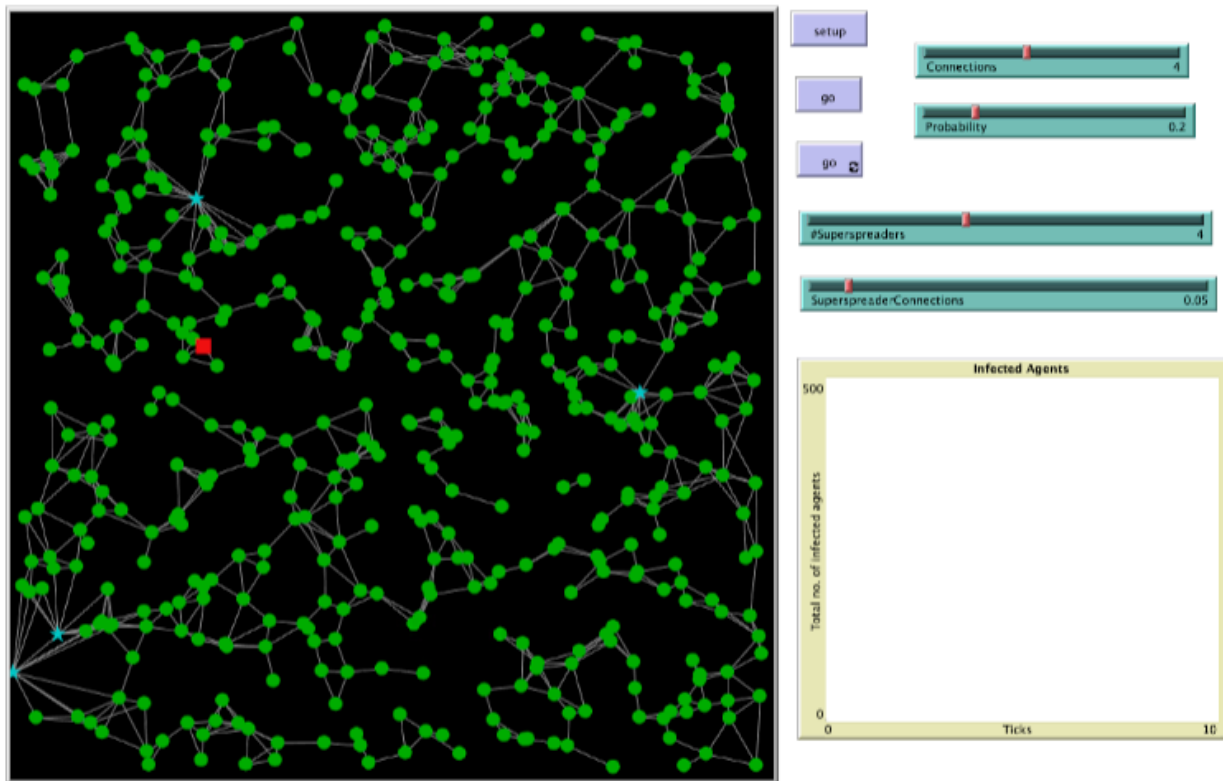 setup
go
go
Connections 4
Probability 0.2
#Superspreaders 4
SuperspreaderConnections 0.05
Infected Agents
500
Total no. of infected agents
0
0 Ticks 10